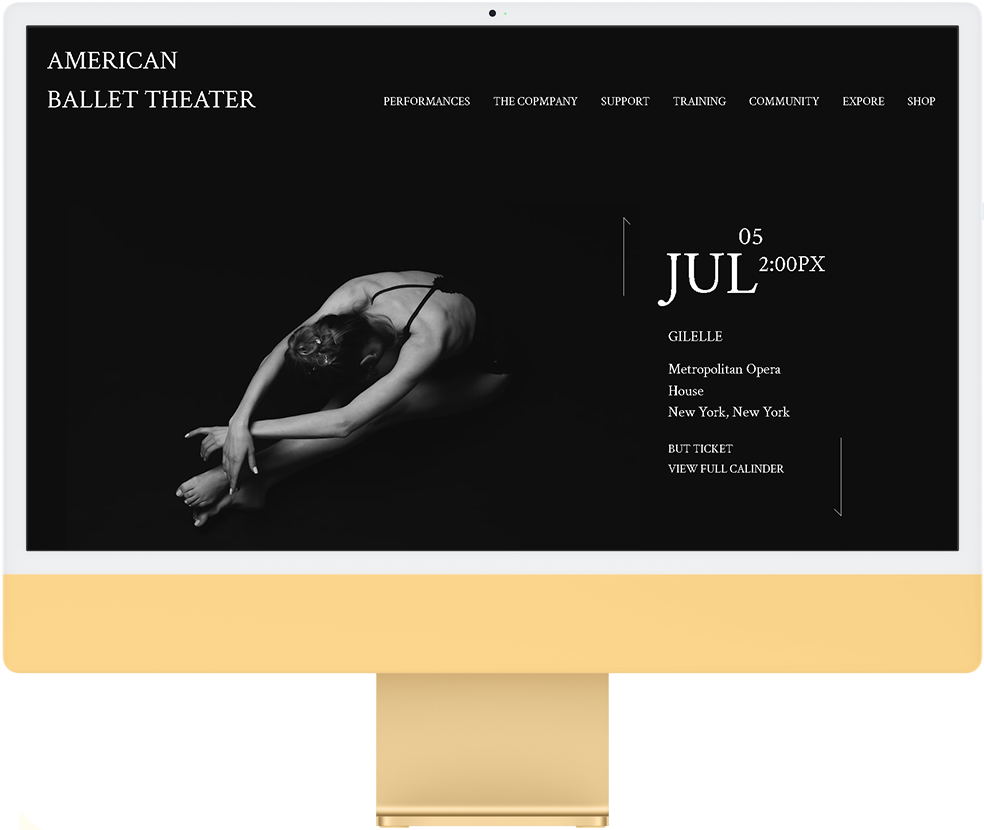 AMERICAN
BALLET THEATER
PERFORMANCES THE COPMPANY SUPPORT TRAINING COMMUNITY EXPORE SHOP
05
JUL 2:00PX
GILELLE
Metropolitan Opera
House
New York, New York
BUT TICKET
VIEW FULL CALINDER